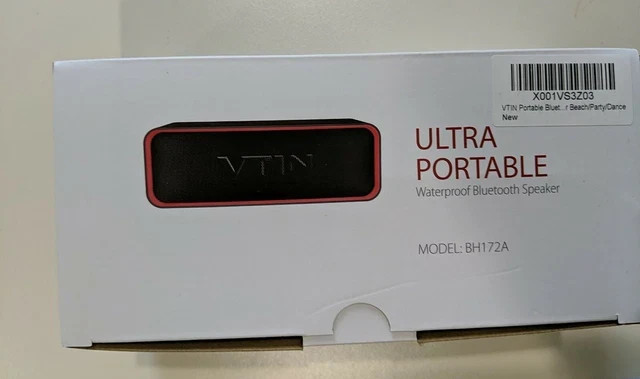 X001VS3Z03
VTIN Portable Bluet...r Beach/Party/Dance
New
VTIN
ULTRA
PORTABLE
Waterproof Bluetooth Speaker
MODEL: BH172A